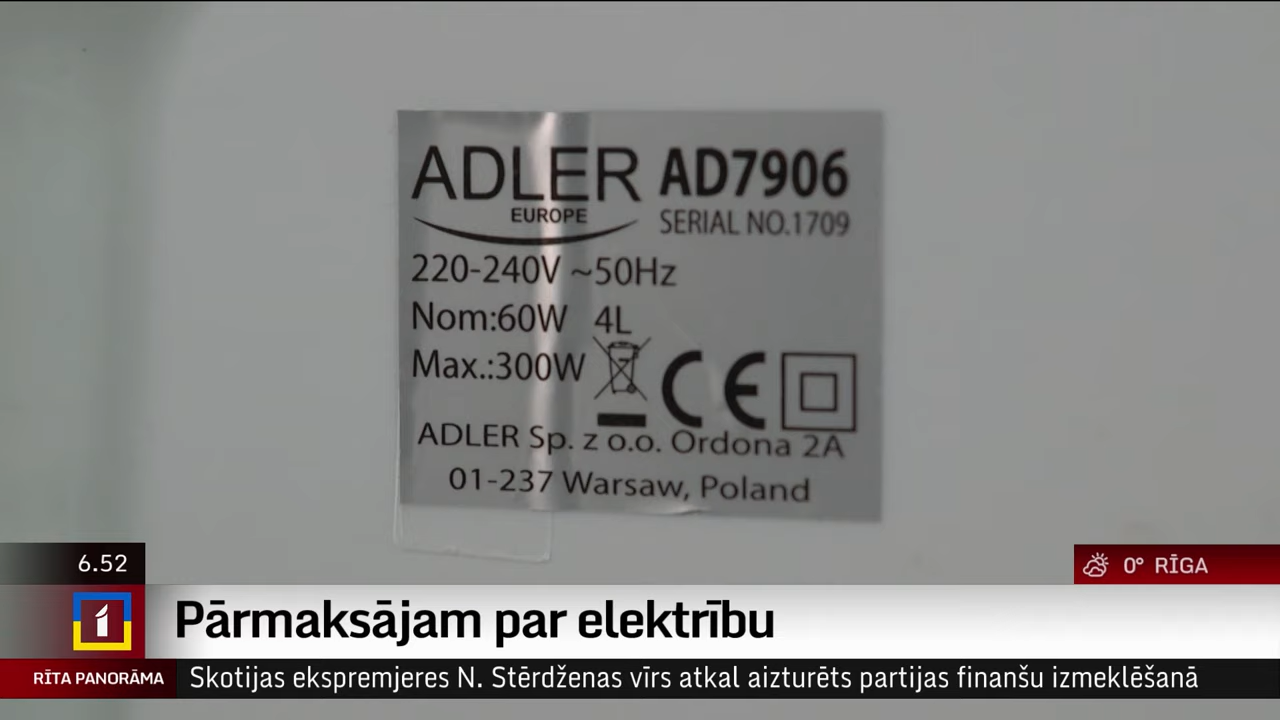 ADLER AD7906
EUROPE
SERIAL NO.1709
220-240V ~50Hz
Nom:60W 4L
Max.:300W
CE
ADLER Sp. z o.o. Ordona 2A
01-237 Warsaw, Poland
6.52
0° RĪGA
1
Pārmaksājam par elektrību
RĪTA PANORĀMA
Skotijas ekspremjeres N. Stērdženas vīrs atkal aizturēts partijas finanšu izmeklēšanā